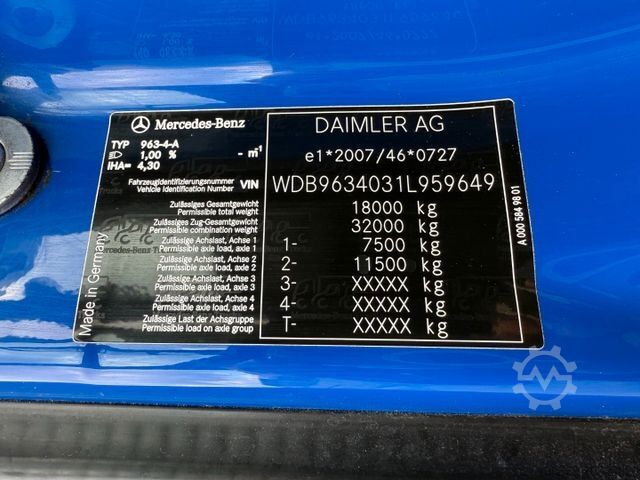 Mercedes-Benz
DAIMLER AG
TYP 963-4-A
1,00% - m⁻¹
iHA= 4,30
e1*2007/46*0727
Fahrzeugidentifizierungsnummer
Vehicle Identification Number VIN
WDB9634031L959649
Zulässiges Gesamtgewicht
Permissible total weight
18000 kg
Zulässiges Zug-Gesamtgewicht
Permissible combination weight
32000 kg
Zulässige Achslast, Achse 1
Permissible axle load, axle 1
1- 7500 kg
Zulässige Achslast, Achse 2
Permissible axle load, axle 2
2- 11500 kg
Zulässige Achslast, Achse 3
Permissible axle load, axle 3
3- XXXXX kg
Zulässige Achslast, Achse 4
Permissible axle load, axle 4
4- XXXXX kg
Zulässige Last der Achsgruppe
Permissible load on axle group
T- XXXXX kg
Made in Germany
A 000 584 98 01